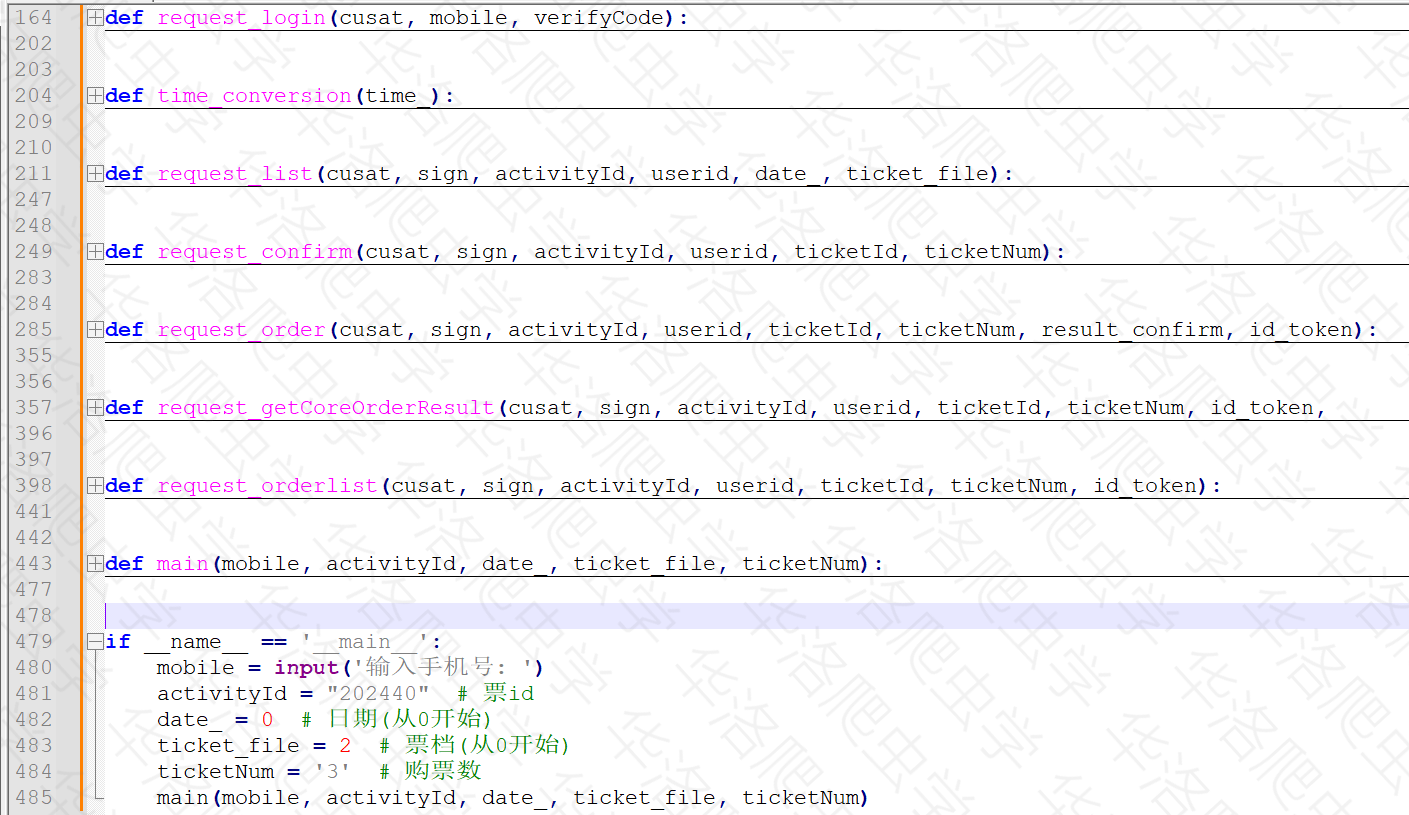 164 def request_login(cusat, mobile, verifyCode):
202
203
204 def time_conversion(time_):
209
210
211 def request_list(cusat, sign, activityId, userid, date_, ticket_file):
247
248
249 def request_confirm(cusat, sign, activityId, userid, ticketId, ticketNum):
283
284
285 def request_order(cusat, sign, activityId, userid, ticketId, ticketNum, result_confirm, id_token):
355
356
357 def request_getCoreOrderResult(cusat, sign, activityId, userid, ticketId, ticketNum, id_token,
396
397
398 def request_orderlist(cusat, sign, activityId, userid, ticketId, ticketNum, id_token):
441
442
443 def main(mobile, activityId, date_, ticket_file, ticketNum):
477
478
479 if __name__ == '__main__':
480 mobile = input('输入手机号: ')
481 activityId = "202440" # 票id
482 date_ = 0 # 日期(从0开始)
483 ticket_file = 2 # 票档(从0开始)
484 ticketNum = '3' # 购票数
485 main(mobile, activityId, date_, ticket_file, ticketNum)
华洛爬虫学